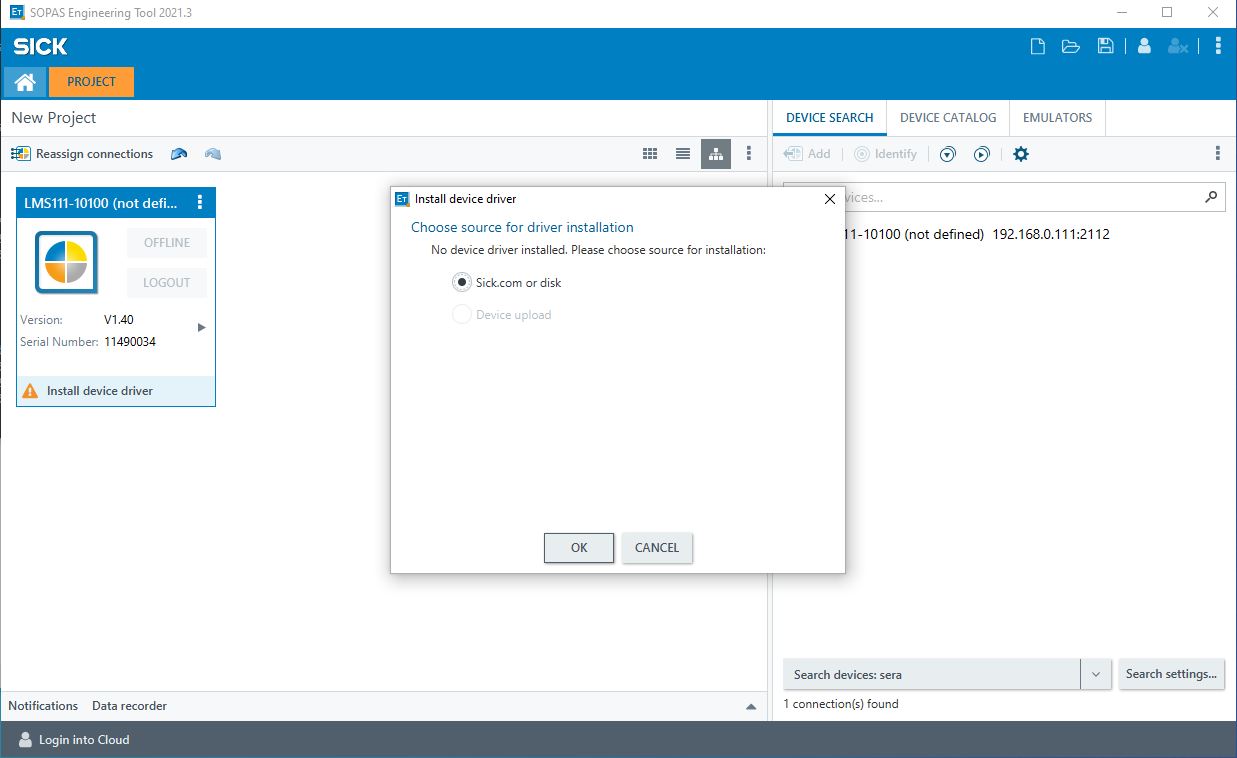 SOPAS Engineering Tool 2021.3
SICK
PROJECT
New Project
Reassign connections
LMS111-10100 (not defi...
OFFLINE
LOGOUT
Version: V1.40
Serial Number: 11490034
Install device driver
Install device driver
Choose source for driver installation
No device driver installed. Please choose source for installation:
Sick.com or disk
Device upload
OK
CANCEL
DEVICE SEARCH
DEVICE CATALOG
EMULATORS
Add
Identify
vices...
11-10100 (not defined) 192.168.0.111:2112
Search devices: sera
Search settings...
1 connection(s) found
Notifications
Data recorder
Login into Cloud